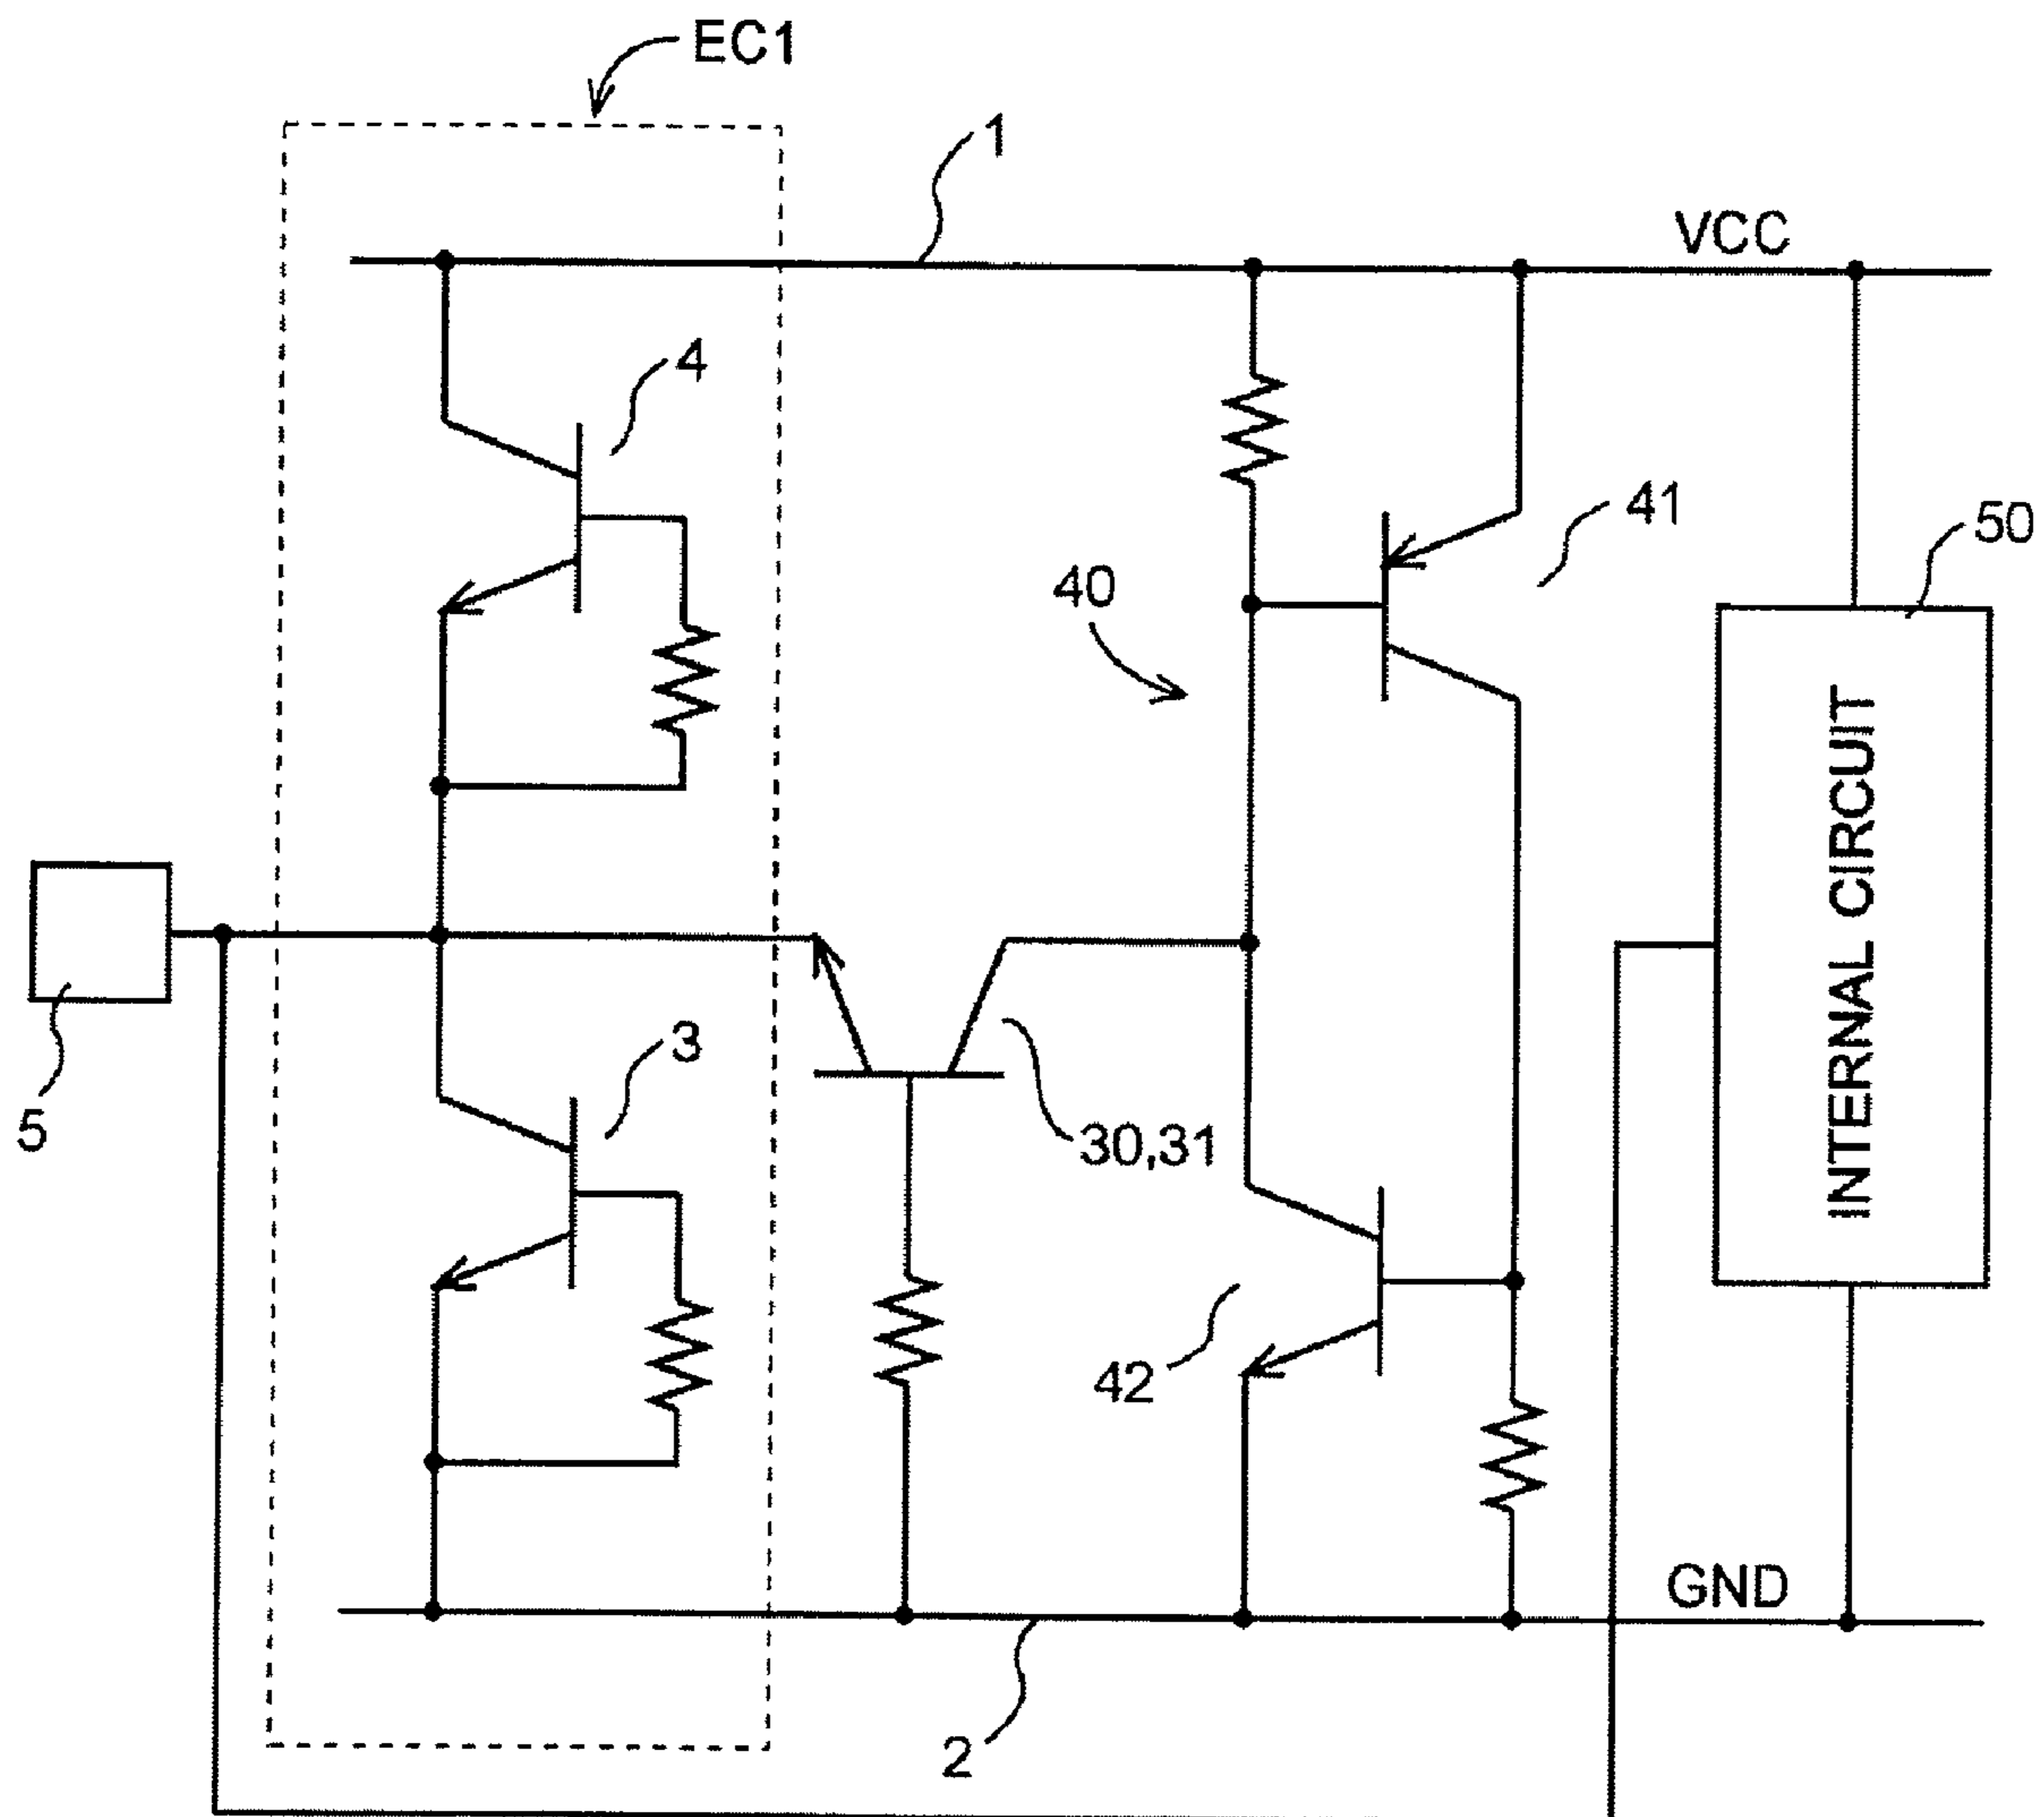 EC1
1
VCC
4
41
50
40
INTERNAL CIRCUIT
3
5
30,31
42
GND
2